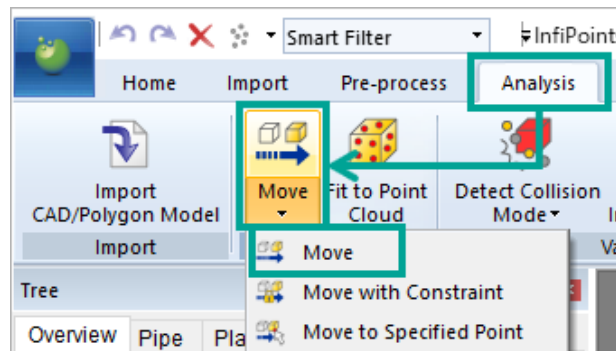 Smart Filter
InfiPoint
Home Import Pre-process Analysis
Import
CAD/Polygon Model
Move
Fit to Point
Cloud
Detect Collision
Mode
Import
Move
Move with Constraint
Move to Specified Point
Tree
Overview Pipe Pla